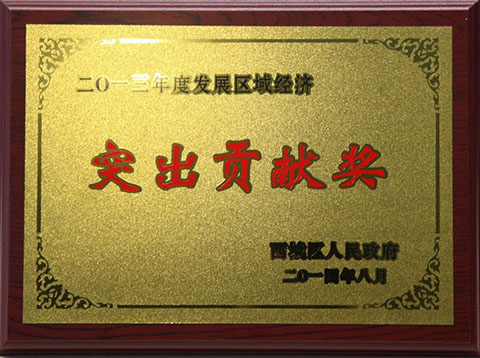 二〇一三年度发展区域经济
突出贡献奖
西城区人民政府
二〇一四年八月